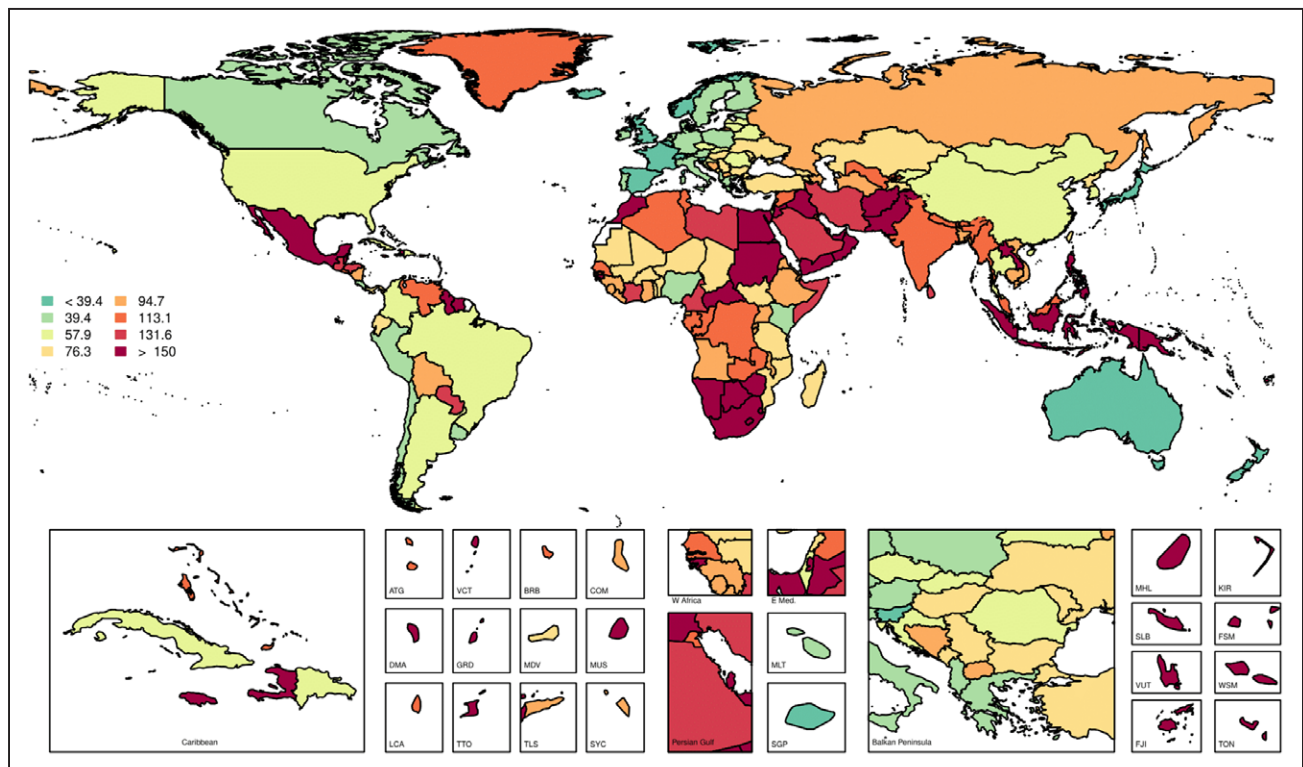 < 39.4 94.7
39.4 113.1
57.9 131.6
76.3 > 150
Caribbean
ATG
VCT
BRB
COM
DMA
GRD
MDV
MUS
LCA
TTO
TLS
SYC
W Africa
E Med.
Persian Gulf
MLT
SGP
Balkan Peninsula
MHL
KIR
SLB
FSM
VUT
WSM
FJI
TON